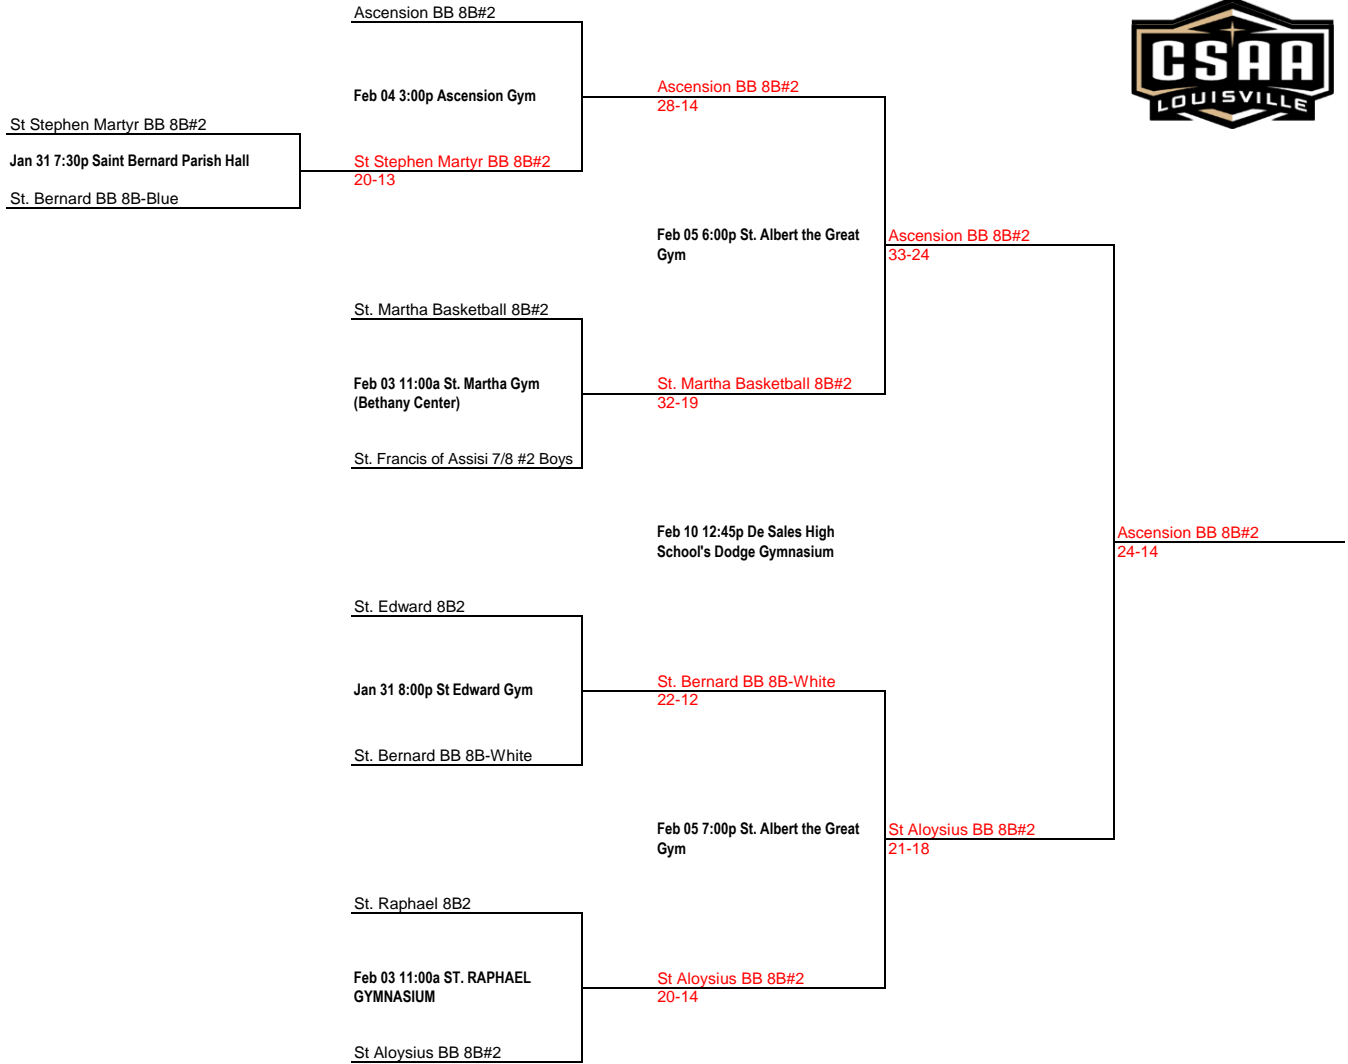 Ascension BB 8B#2
CSAA
LOUISVILLE
Feb 04 3:00p Ascension Gym
Ascension BB 8B#2
28-14
St Stephen Martyr BB 8B#2
Jan 31 7:30p Saint Bernard Parish Hall
St. Bernard BB 8B-Blue
St Stephen Martyr BB 8B#2
20-13
Feb 05 6:00p St. Albert the Great
Gym
Ascension BB 8B#2
33-24
St. Martha Basketball 8B#2
Feb 03 11:00a St. Martha Gym
(Bethany Center)
St. Martha Basketball 8B#2
32-19
St. Francis of Assisi 7/8 #2 Boys
Feb 10 12:45p De Sales High
School's Dodge Gymnasium
Ascension BB 8B#2
24-14
St. Edward 8B2
Jan 31 8:00p St Edward Gym
St. Bernard BB 8B-White
22-12
St. Bernard BB 8B-White
Feb 05 7:00p St. Albert the Great
Gym
St Aloysius BB 8B#2
21-18
St. Raphael 8B2
Feb 03 11:00a ST. RAPHAEL
GYMNASIUM
St Aloysius BB 8B#2
20-14
St Aloysius BB 8B#2